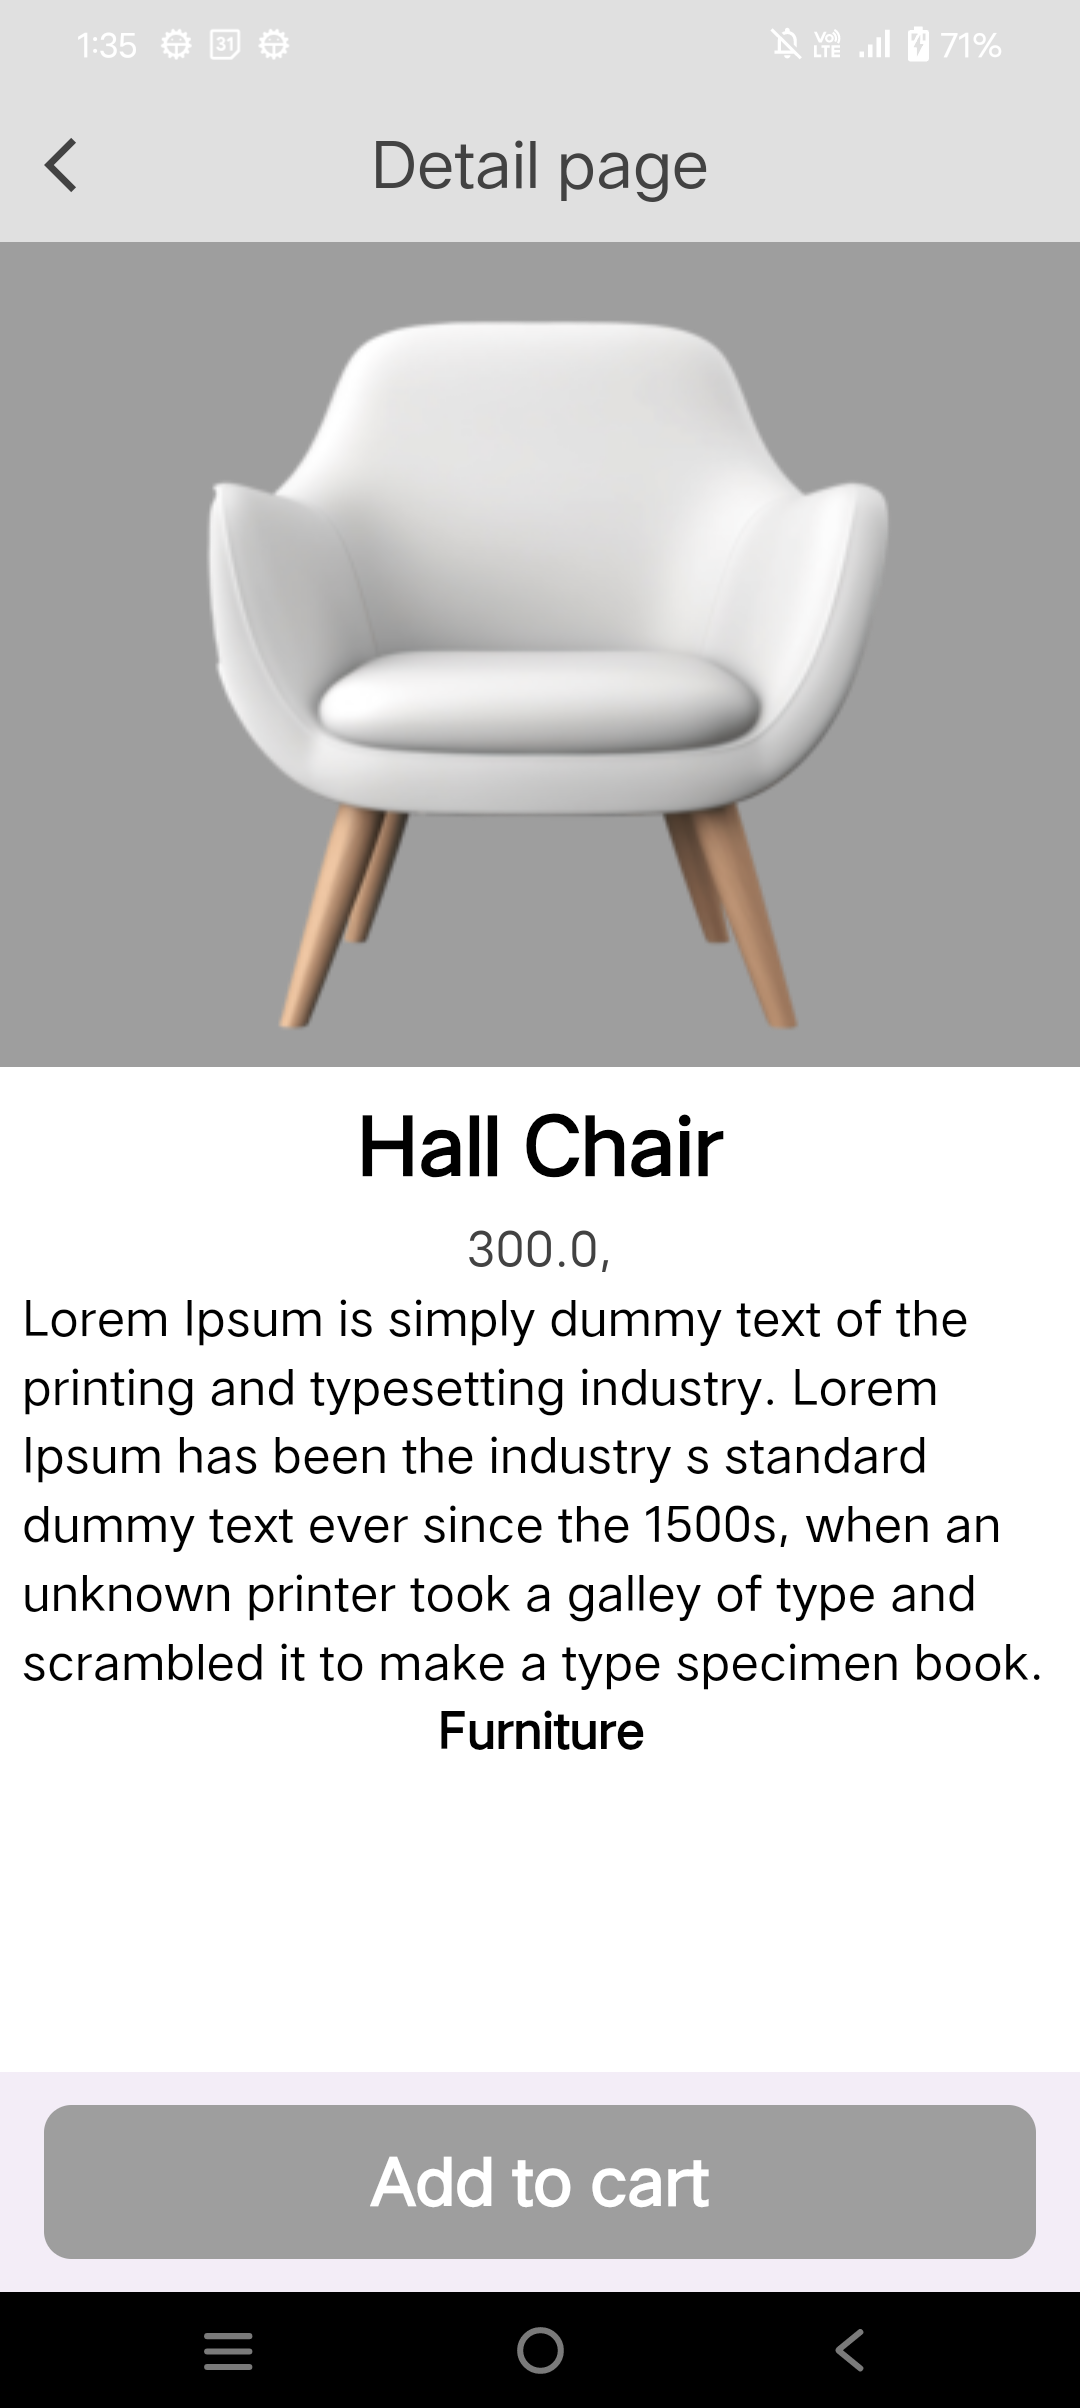 1:35 31 Vo) LTE 71%
Detail page
Hall Chair
300.0,
Lorem Ipsum is simply dummy text of the
printing and typesetting industry. Lorem
Ipsum has been the industry s standard
dummy text ever since the 1500s, when an
unknown printer took a galley of type and
scrambled it to make a type specimen book.
Furniture
Add to cart